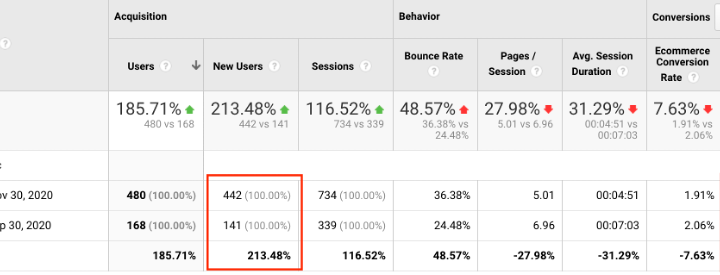 Acquisition Behavior Conversions
Users New Users Sessions Bounce Rate Pages / Session Avg. Session Duration Ecommerce Conversion Rate
185.71% 213.48% 116.52% 48.57% 27.98% 31.29% 7.63%
480 vs 168 442 vs 141 734 vs 339 36.38% vs 24.48% 5.01 vs 6.96 00:04:51 vs 00:07:03 1.91% vs 2.06%
30, 2020 480 (100.00%) 442 (100.00%) 734 (100.00%) 36.38% 5.01 00:04:51 1.91%
30, 2020 168 (100.00%) 141 (100.00%) 339 (100.00%) 24.48% 6.96 00:07:03 2.06%
185.71% 213.48% 116.52% 48.57% -27.98% -31.29% -7.63%